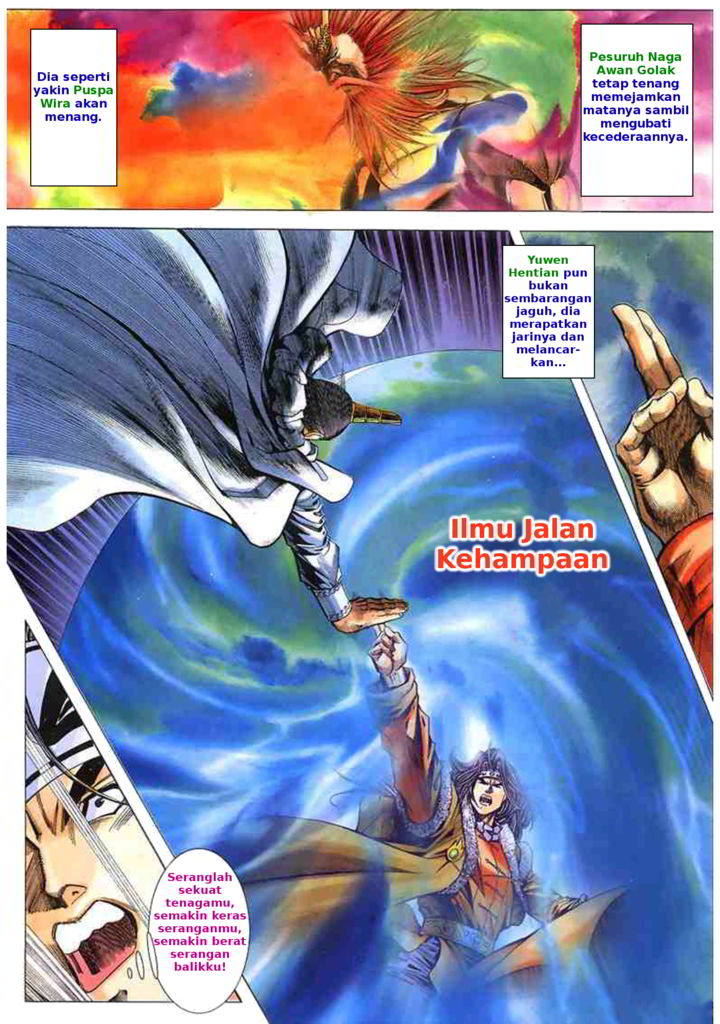 Dia seperti
yakin Puspa
Wira akan
menang.
Pesuruh Naga
Awan Golak
tetap tenang
memejamkan
matanya sambil
mengubati
kecederaannya.
Yuwen
Hentian pun
bukan
sembarangan
jaguh, dia
merapatkan
jarinya dan
melancar-
kan...
Ilmu Jalan
Kehampaan
Seranglah
sekuat
tenagamu,
semakin keras
seranganmu,
semakin berat
serangan
balikku!